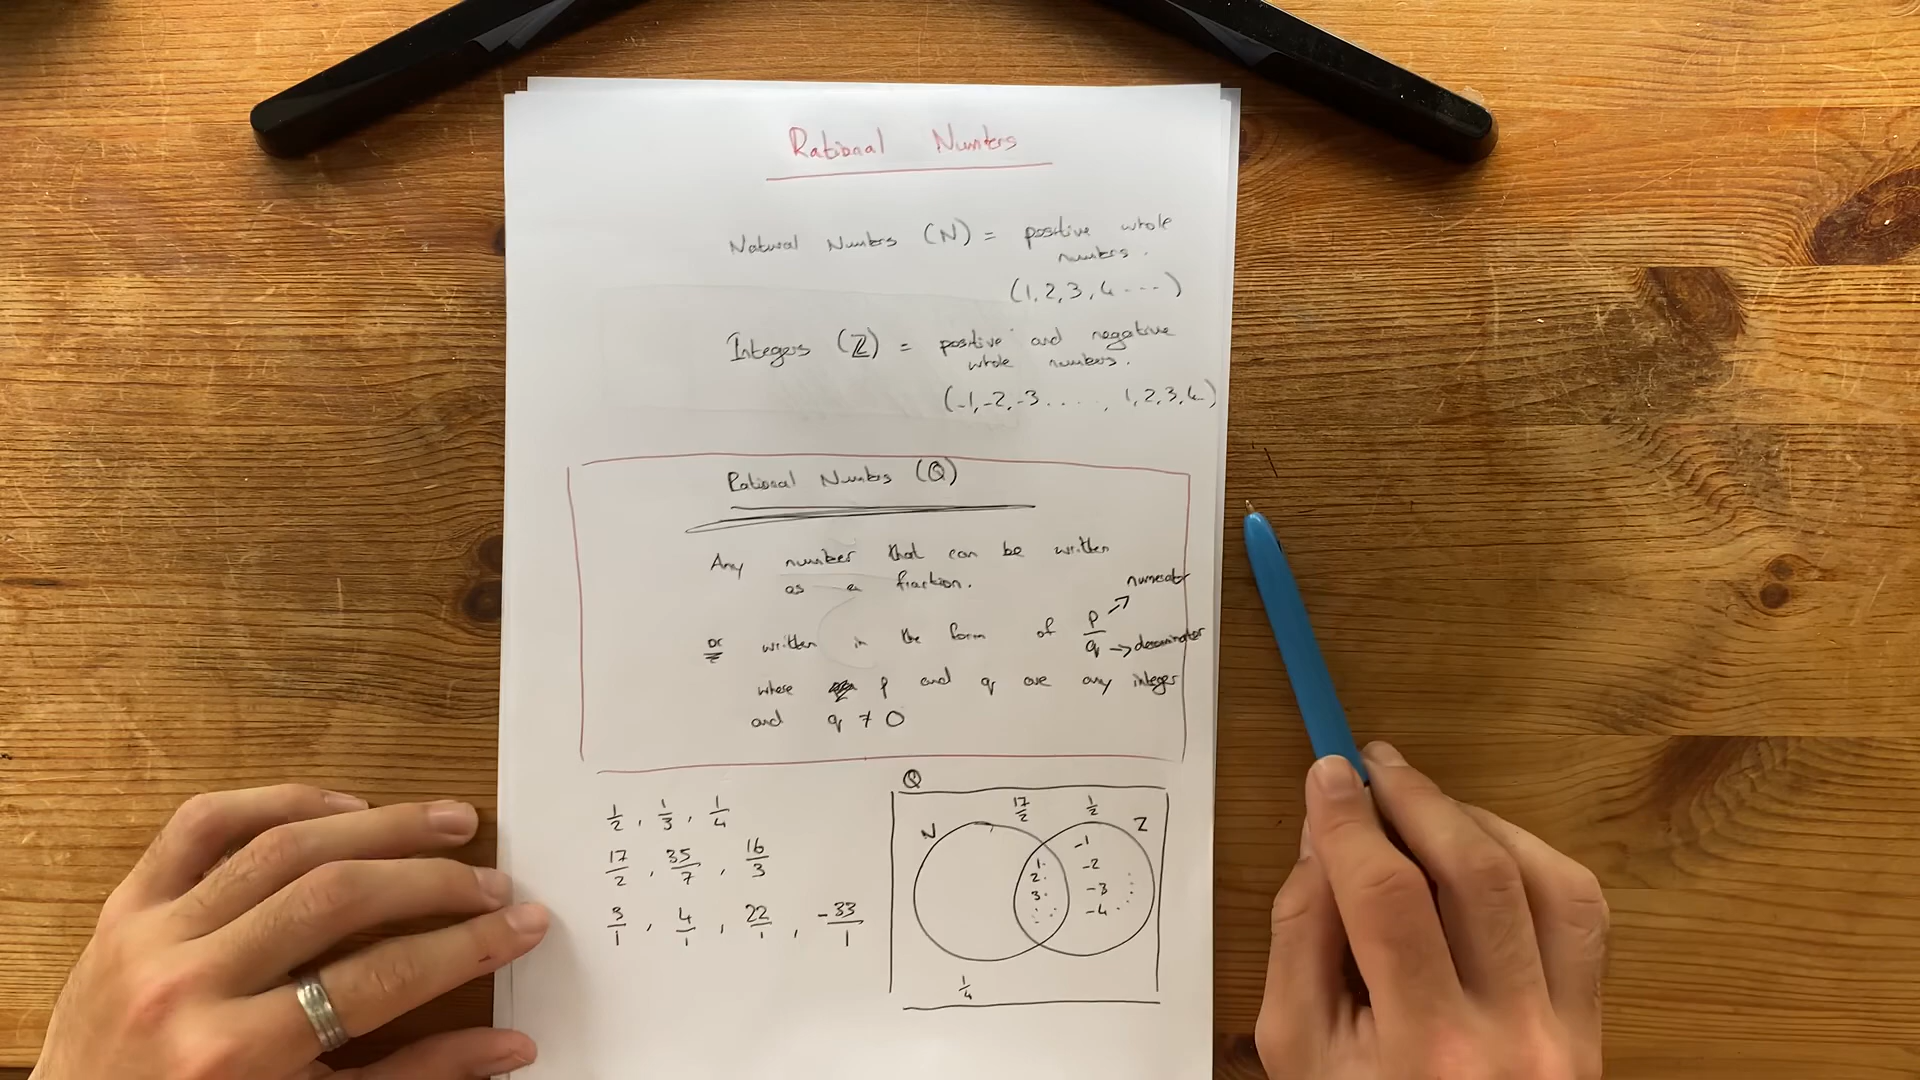 Rational Numbers
Natural Numbers (N) = positive whole
numbers.
(1, 2, 3, 4 ....)
Integers (ℤ) = positive and negative
whole numbers.
(-1, -2, -3 . . . . , 1, 2, 3, 4..)
Rational Numbers (ℚ)
Any number that can be written
as a fraction.
or written in the form of p/q → numerator
→ denominator
where p and q are any integer
and q ≠ 0
1/2 , 1/3 , 1/4
17/2 , 35/7 , 16/3
3/1 , 4/1 , 22/1 , -33/1
ℚ
17/2 1/2
N Z
1 -1
2 -2
3 -3
-4
1/4